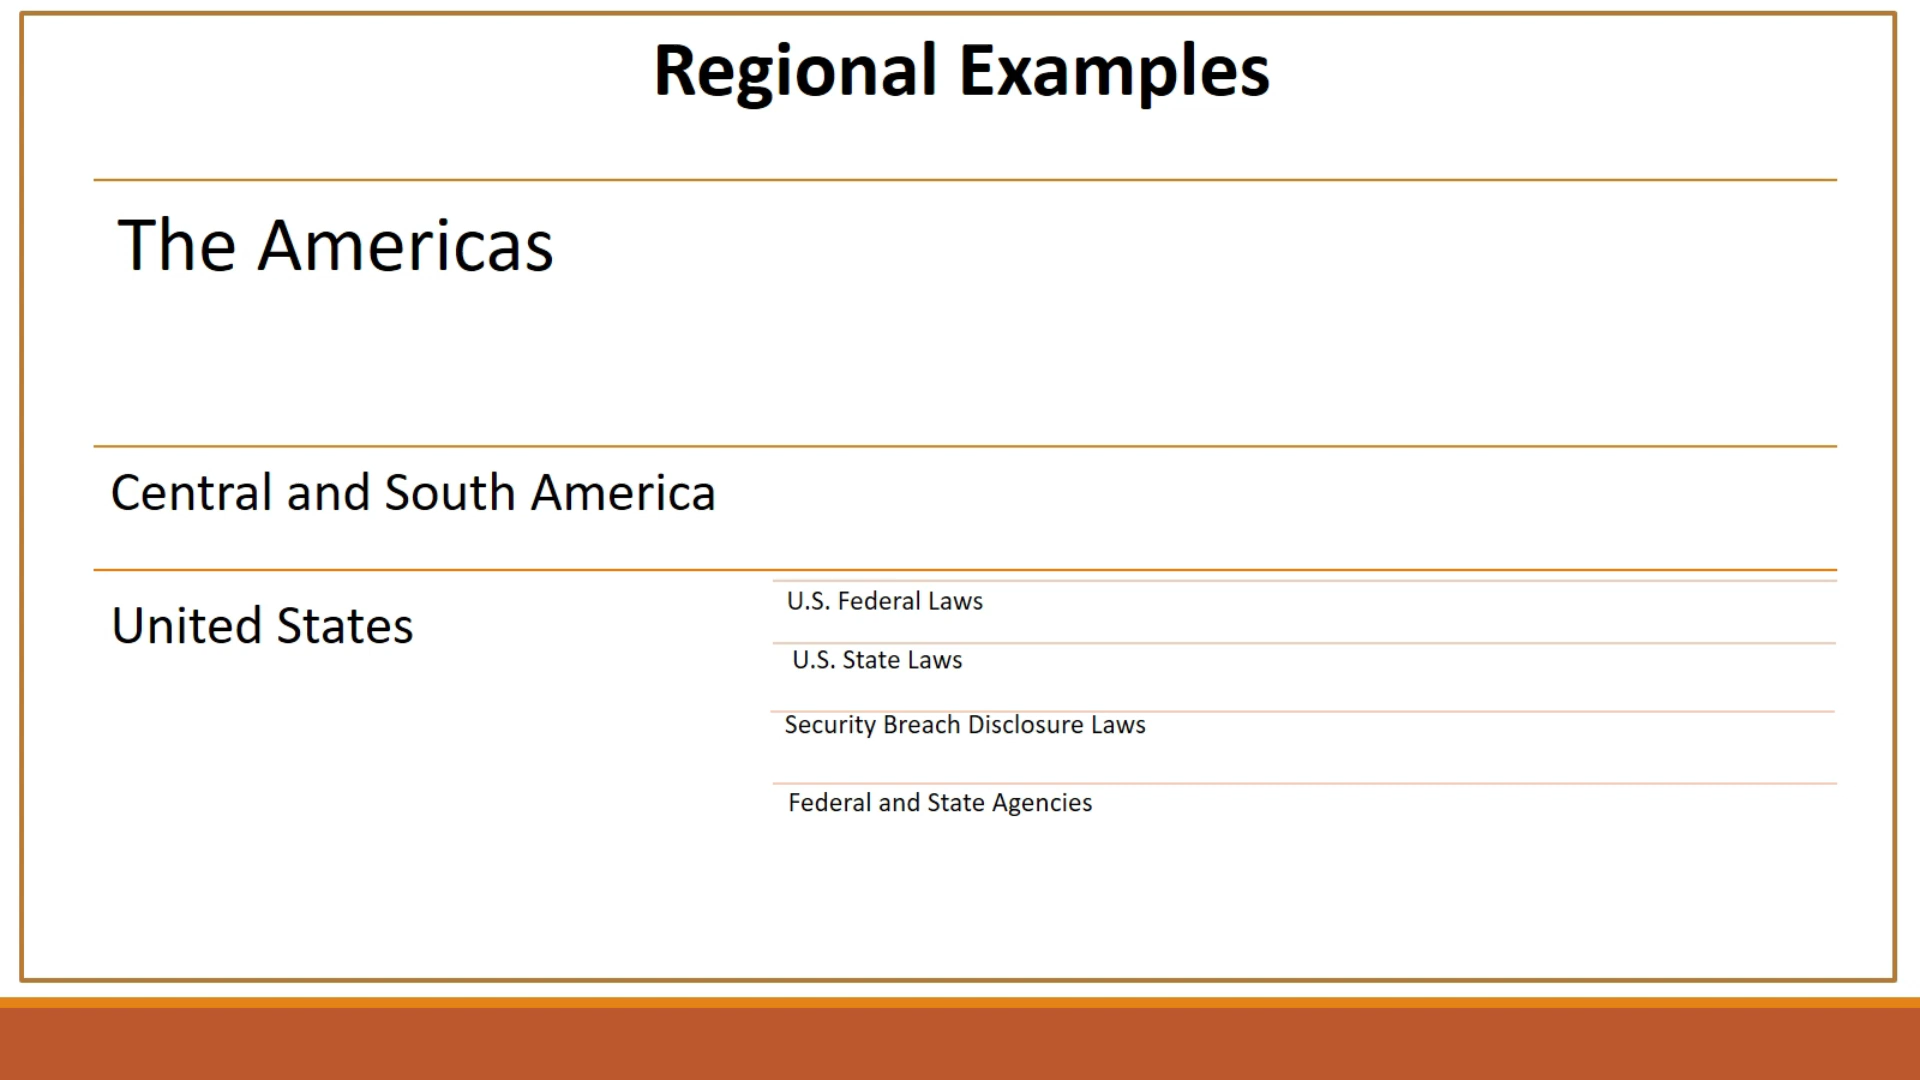 Regional Examples
The Americas
Central and South America
United States
U.S. Federal Laws
U.S. State Laws
Security Breach Disclosure Laws
Federal and State Agencies